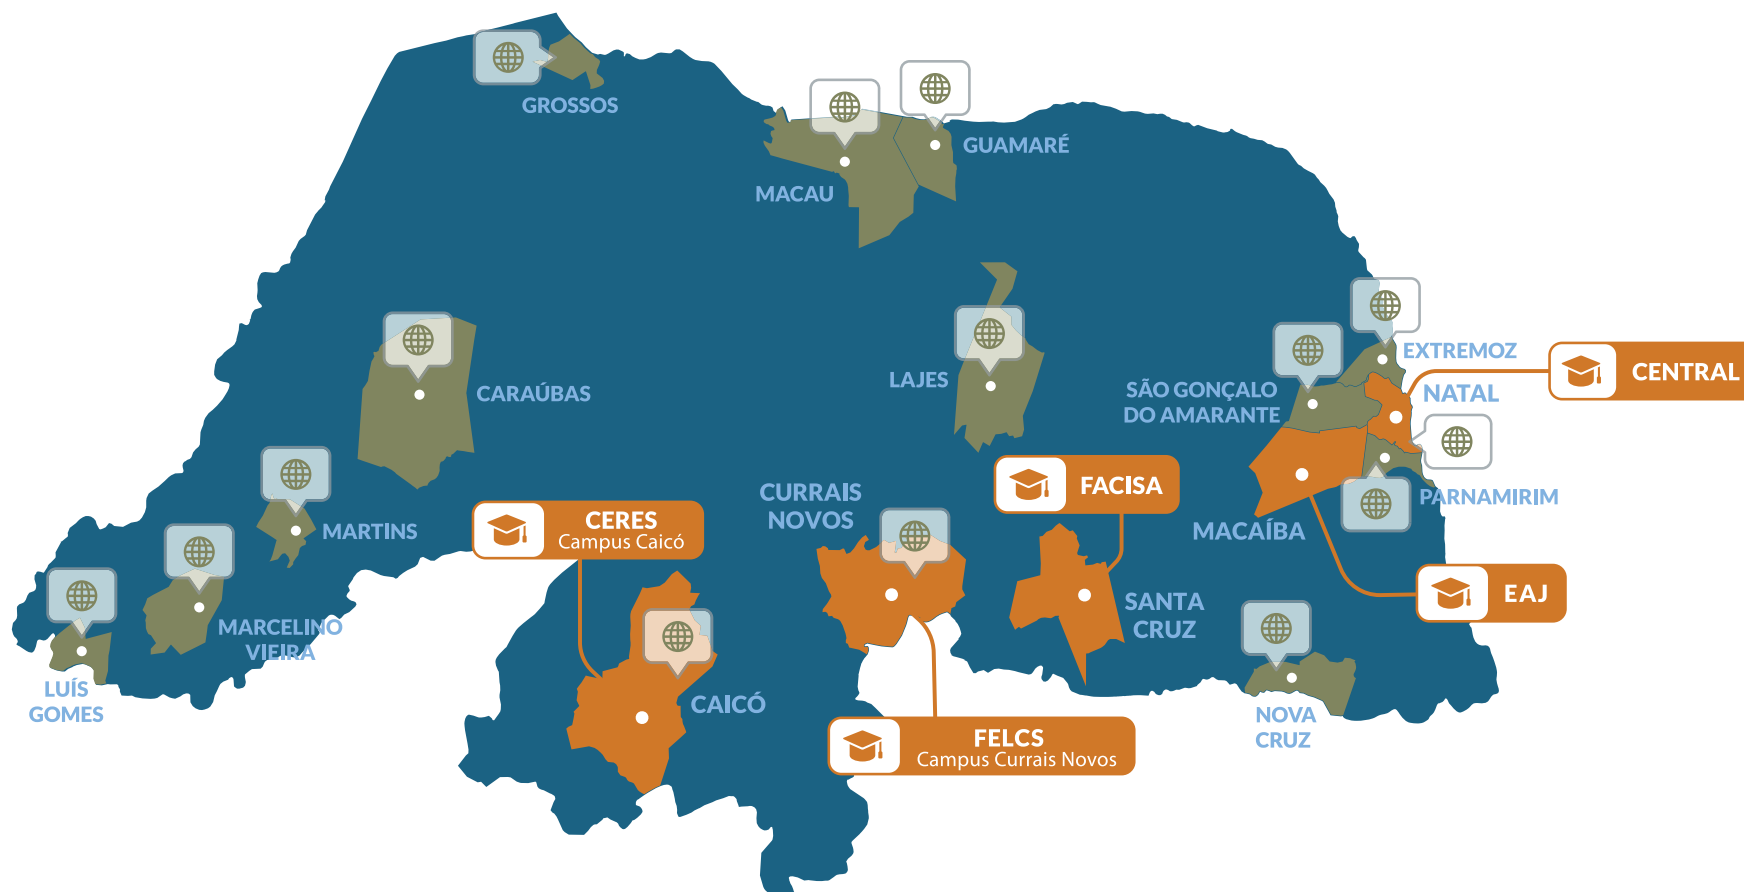 GROSSOS
GUAMARÉ
MACAU
EXTREMOZ
CENTRAL
LAJES
SÃO GONÇALO
DO AMARANTE
NATAL
CARAÚBAS
FACISA
CURRAIS
NOVOS
PARNAMIRIM
MARTINS
CERES
Campus Caicó
MACAÍBA
EAJ
SANTA
CRUZ
MARCELINO
VIEIRA
LUÍS
GOMES
CAICÓ
NOVA
CRUZ
FELCS
Campus Currais Novos